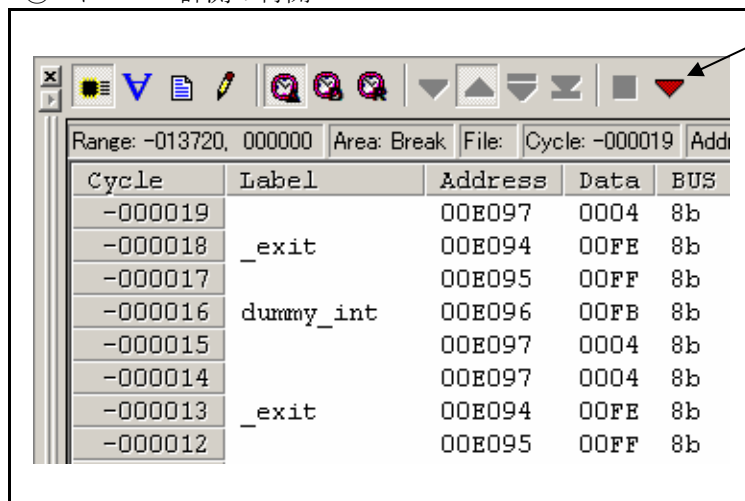 Range: -013720, 000000 Area: Break File: Cycle: -000019
Cycle Label Address Data BUS
-000019 00E097 0004 8b
-000018 _exit 00E094 00FE 8b
-000017 00E095 00FF 8b
-000016 dummy_int 00E096 00FB 8b
-000015 00E097 0004 8b
-000014 00E097 0004 8b
-000013 _exit 00E094 00FE 8b
-000012 00E095 00FF 8b